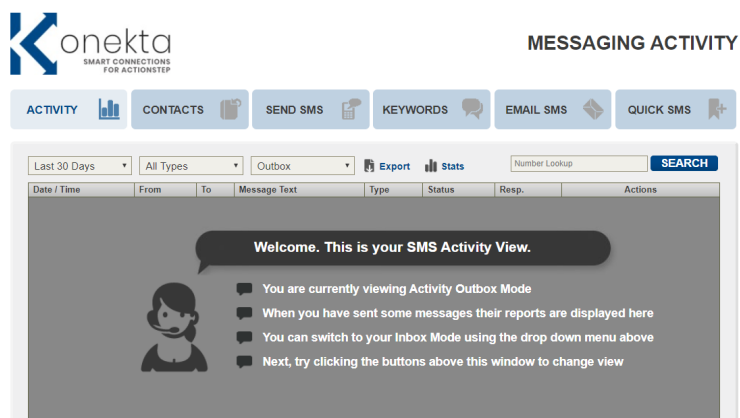 Konekta
SMART CONNECTIONS
FOR ACTIONSTEP
MESSAGING ACTIVITY
ACTIVITY
CONTACTS
SEND SMS
KEYWORDS
EMAIL SMS
QUICK SMS
Last 30 Days
All Types
Outbox
Export
Stats
Number Lookup
SEARCH
Date / Time From To Message Text Type Status Resp. Actions
Welcome. This is your SMS Activity View.
You are currently viewing Activity Outbox Mode
When you have sent some messages their reports are displayed here
You can switch to your Inbox Mode using the drop down menu above
Next, try clicking the buttons above this window to change view